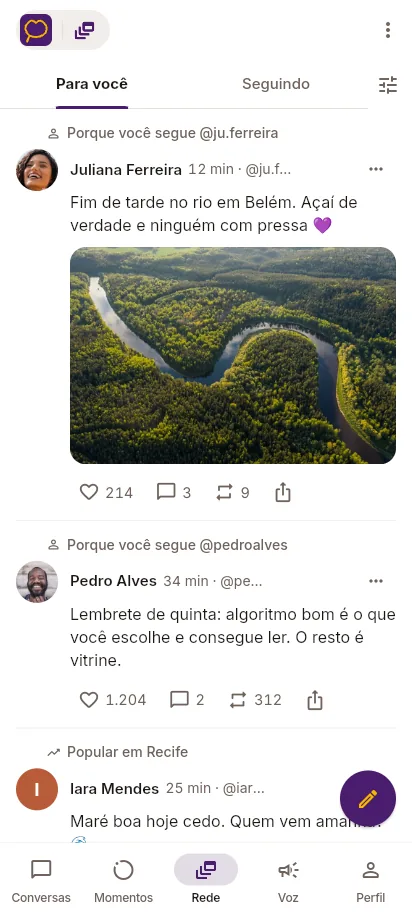 Para você
Seguindo
Porque você segue @ju.ferreira
Juliana Ferreira 12 min · @ju.f...
Fim de tarde no rio em Belém. Açaí de
verdade e ninguém com pressa 💜
214 3 9
Porque você segue @pedroalves
Pedro Alves 34 min · @pe...
Lembrete de quinta: algoritmo bom é o que
você escolhe e consegue ler. O resto é
vitrine.
1.204 2 312
Popular em Recife
I
Iara Mendes 25 min · @iar...
Maré boa hoje cedo. Quem vem
Conversas Momentos Rede Voz Perfil